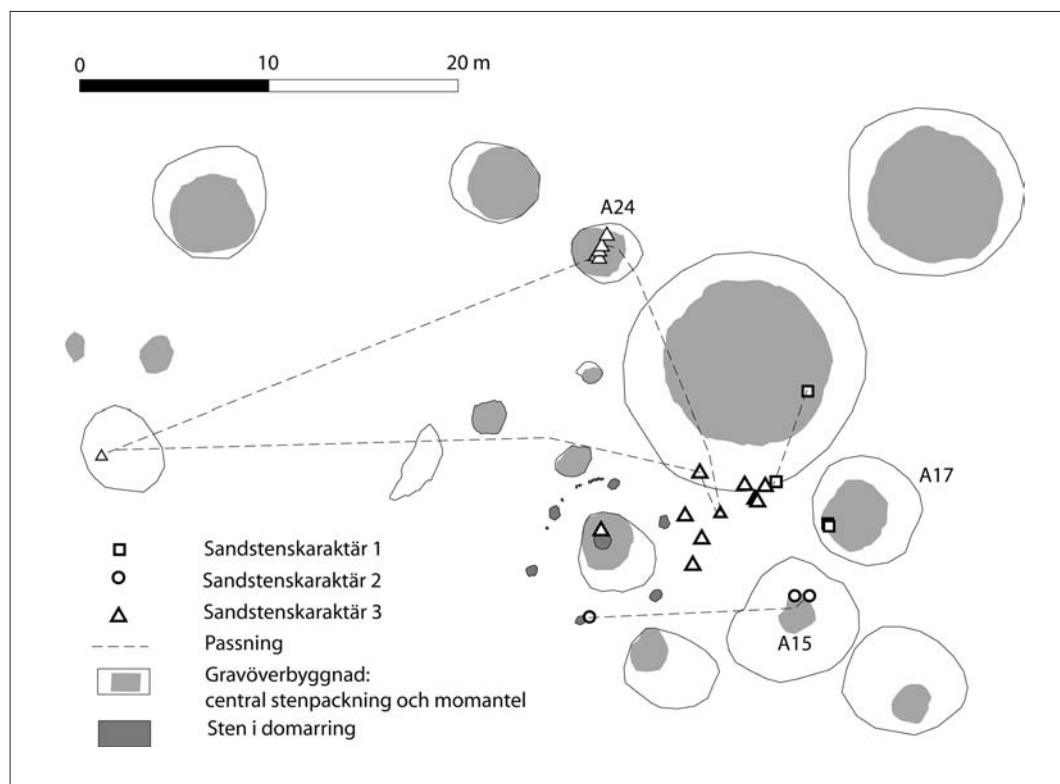 0 10 20 m
A24
A17
A15
Sandstenskaraktär 1
Sandstenskaraktär 2
Sandstenskaraktär 3
Passning
Gravöverbyggnad:
central stenpackning och momantel
Sten i domarring